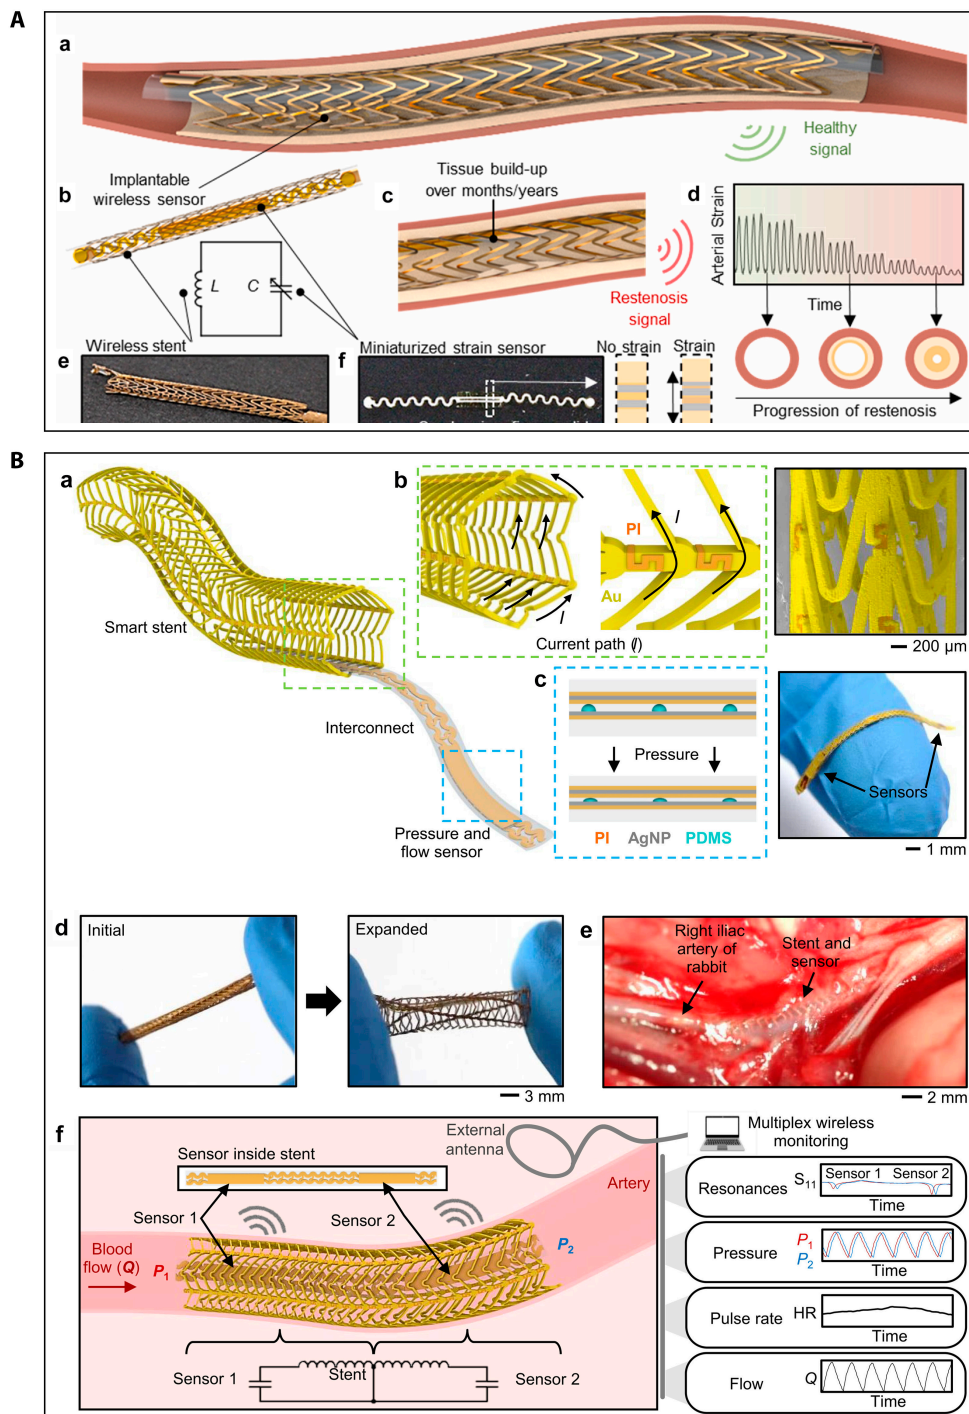 A
a
Healthy
signal
Implantable
wireless sensor
b
L
C
Wireless stent
c
Tissue build-up
over months/years
Restenosis
signal
d
Arterial Strain
Time
Progression of restenosis
e
f
Miniaturized strain sensor
No strain
Strain
B
a
Smart stent
Interconnect
Pressure and
flow sensor
b
PI
Au
I
I
Current path (I)
200 µm
c
Pressure
PI AgNP PDMS
Sensors
1 mm
d
Initial
Expanded
3 mm
e
Right iliac
artery of
rabbit
Stent and
sensor
2 mm
f
External
antenna
Multiplex wireless
monitoring
Sensor inside stent
Artery
Sensor 1
Sensor 2
Blood
flow (Q)
P1
P2
Sensor 1
Stent
Sensor 2
Resonances
S11
Sensor 1 Sensor 2
Time
Pressure
P1
P2
Time
Pulse rate
HR
Time
Flow
Q
Time